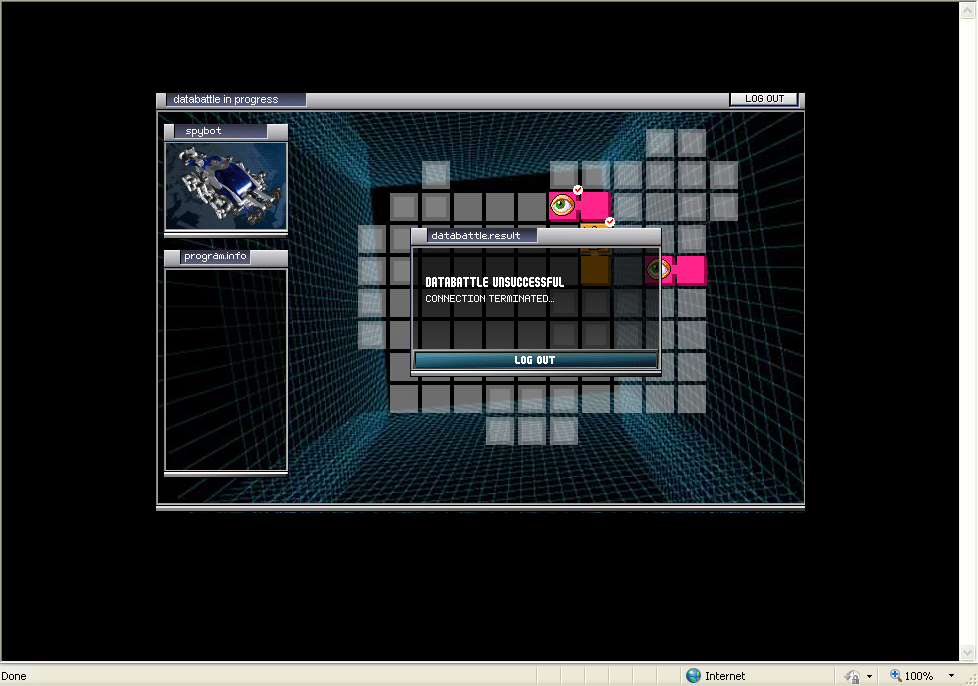 databattle in progress
LOG OUT
spybot
program.info
databattle.result
DATABATTLE UNSUCCESSFUL
CONNECTION TERMINATED...
LOG OUT
Done
Internet
100%